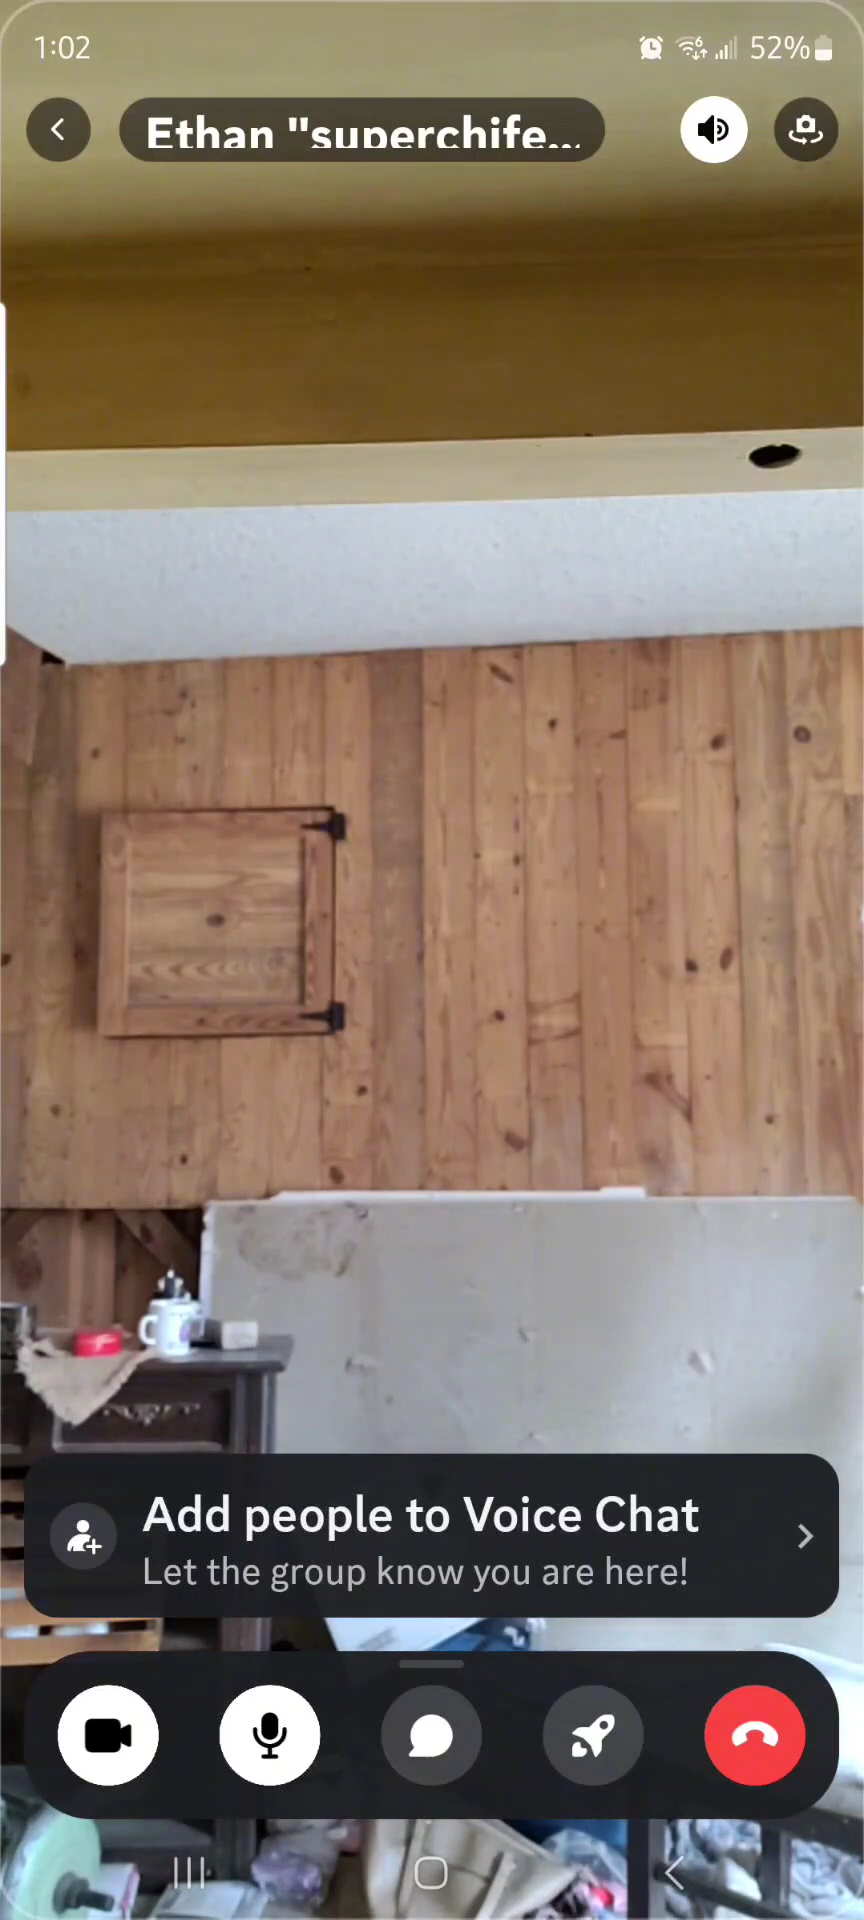 1:02
52%
Ethan "superchife...
Add people to Voice Chat
Let the group know you are here!